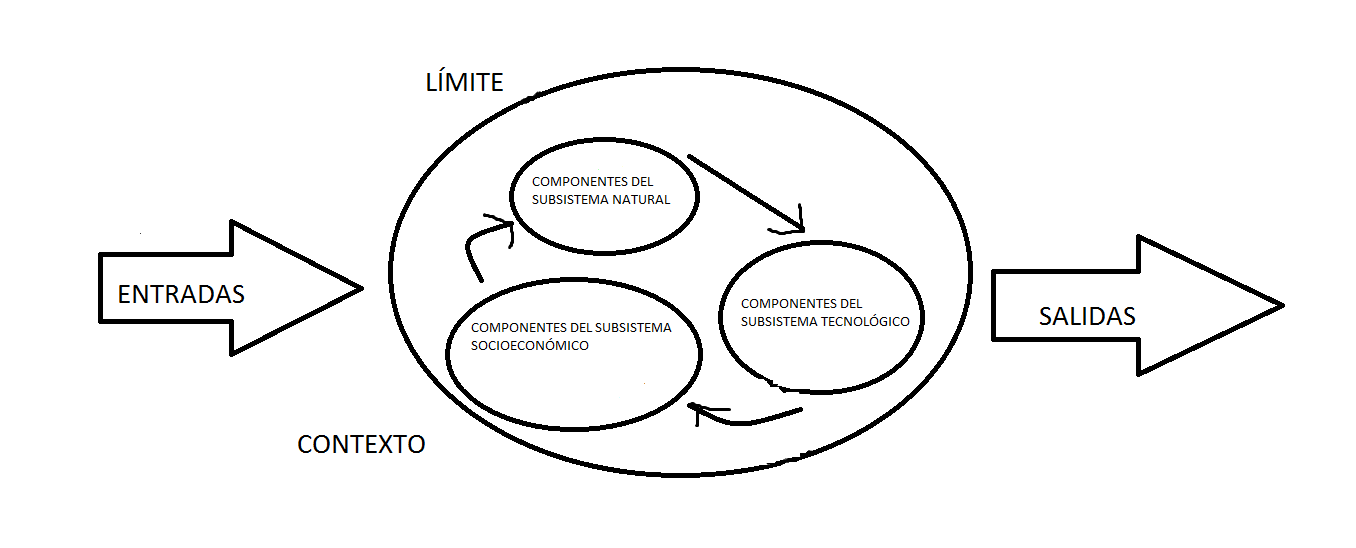 LÍMITE
COMPONENTES DEL
SUBSISTEMA NATURAL
ENTRADAS
COMPONENTES DEL SUBSISTEMA
SOCIOECONÓMICO
COMPONENTES DEL
SUBSISTEMA TECNOLÓGICO
SALIDAS
CONTEXTO